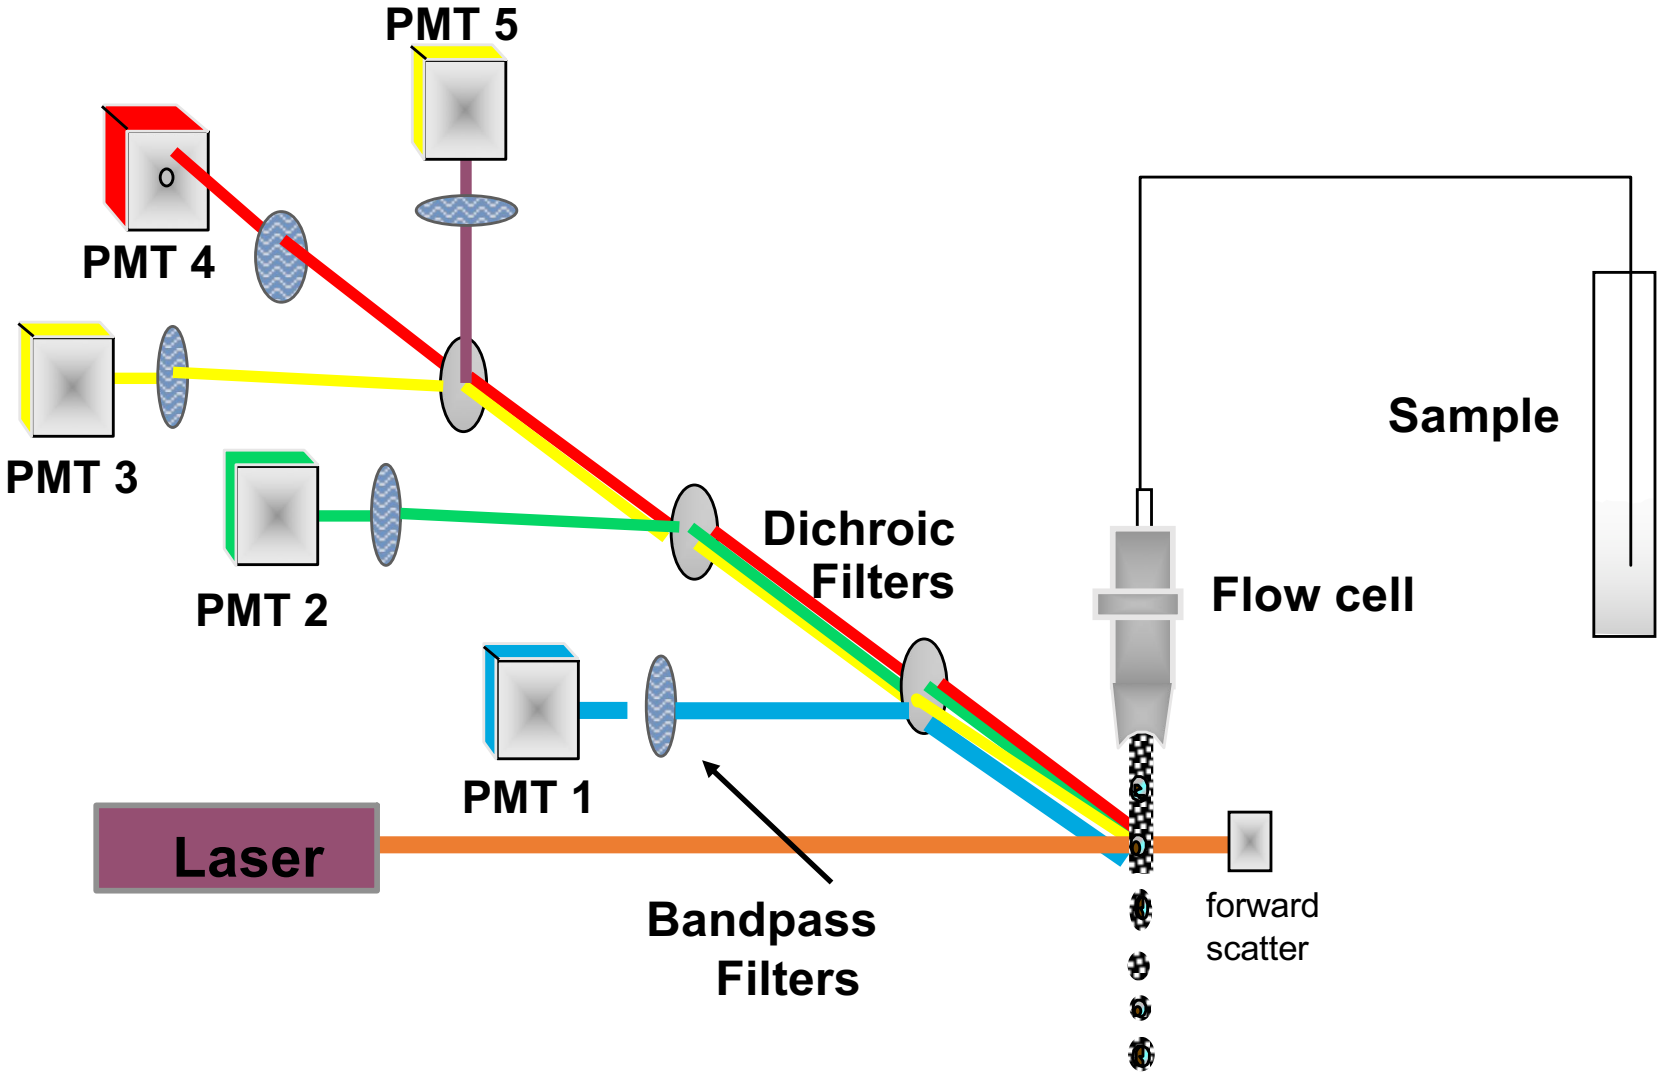 PMT 5
PMT 4
PMT 3
Sample
Dichroic
Filters
Flow cell
PMT 2
PMT 1
Laser
Bandpass
Filters
forward
scatter